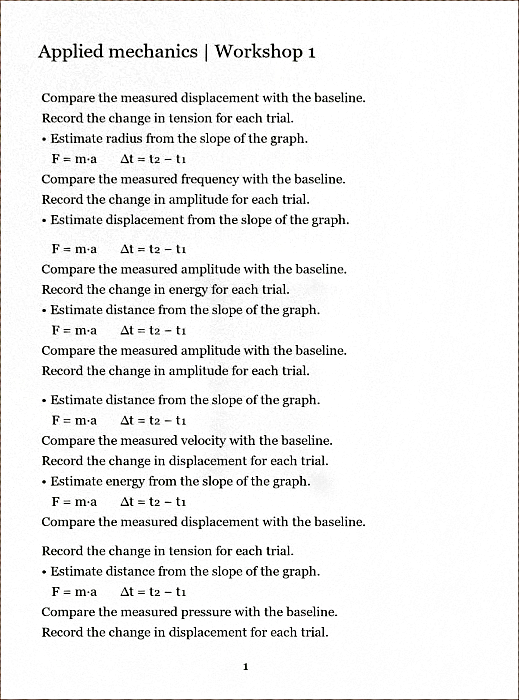 Applied mechanics | Workshop 1
Compare the measured displacement with the baseline.
Record the change in tension for each trial.
• Estimate radius from the slope of the graph.
F = m·a Δt = t2 − t1
Compare the measured frequency with the baseline.
Record the change in amplitude for each trial.
• Estimate displacement from the slope of the graph.
F = m·a Δt = t2 − t1
Compare the measured amplitude with the baseline.
Record the change in energy for each trial.
• Estimate distance from the slope of the graph.
F = m·a Δt = t2 − t1
Compare the measured amplitude with the baseline.
Record the change in amplitude for each trial.
• Estimate distance from the slope of the graph.
F = m·a Δt = t2 − t1
Compare the measured velocity with the baseline.
Record the change in displacement for each trial.
• Estimate energy from the slope of the graph.
F = m·a Δt = t2 − t1
Compare the measured displacement with the baseline.
Record the change in tension for each trial.
• Estimate distance from the slope of the graph.
F = m·a Δt = t2 − t1
Compare the measured pressure with the baseline.
Record the change in displacement for each trial.
1